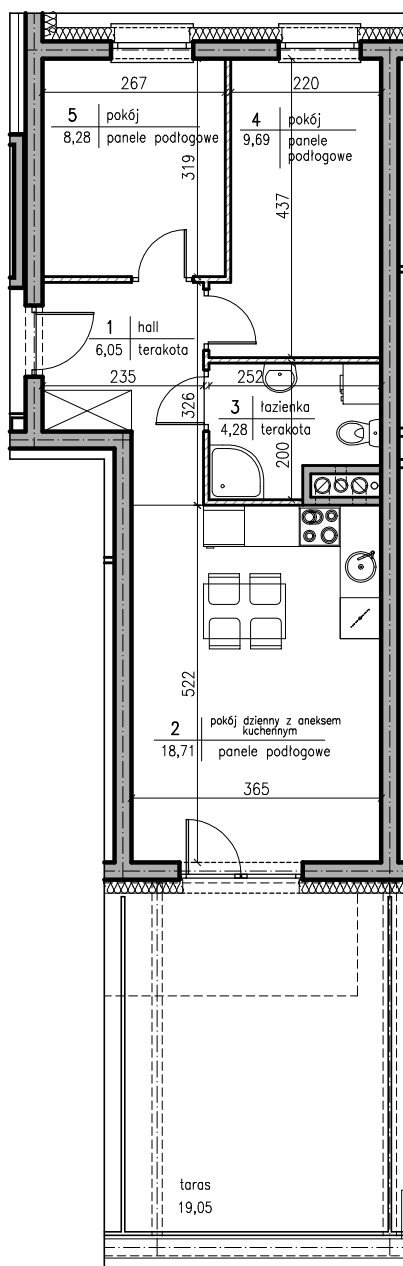 267
220
5 pokój
8,28 panele podłogowe
4 pokój
9,69 panele
podłogowe
319
437
1 hall
6,05 terakota
235
252
326
3 łazienka
4,28 terakota
200
522
2 pokój dzienny z aneksem
kuchennym
18,71 panele podłogowe
365
taras
19,05